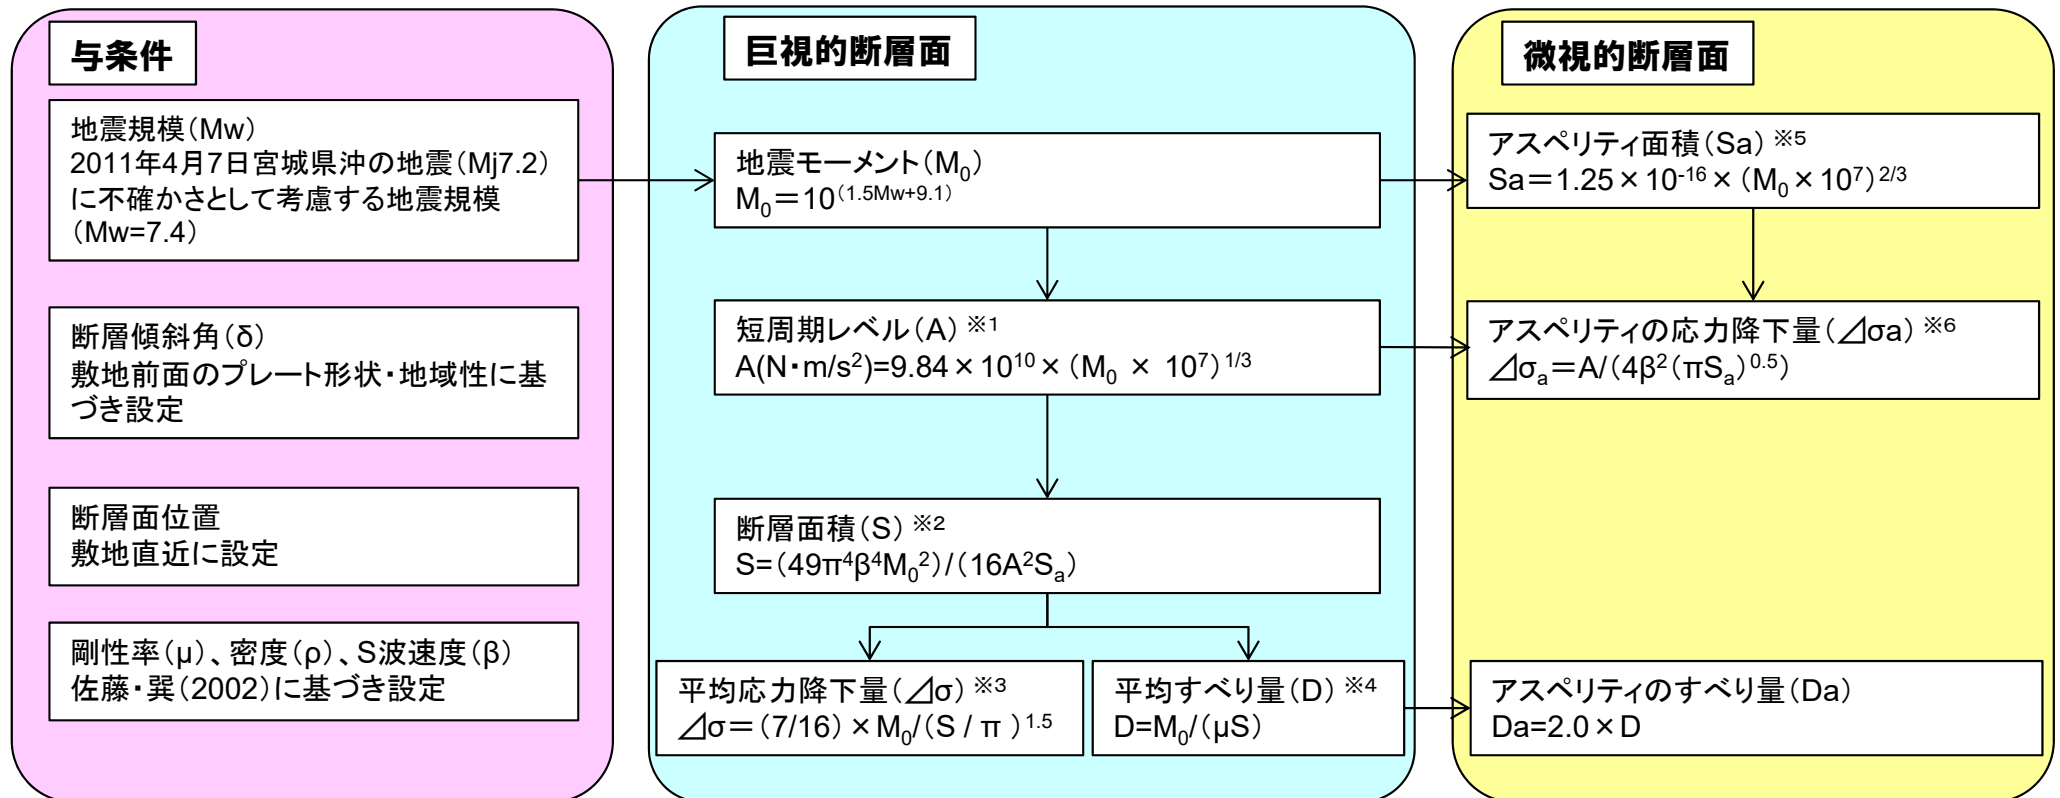 与条件
地震規模(Mw)
2011年4月7日宮城県沖の地震(Mj7.2)
に不確かさとして考慮する地震規模
(Mw=7.4)
断層傾斜角(δ)
敷地前面のプレート形状・地域性に基
づき設定
断層面位置
敷地直近に設定
剛性率(μ)、密度(ρ)、S波速度(β)
佐藤・巽(2002)に基づき設定
巨視的断層面
地震モーメント(M₀)
M₀=10^(1.5Mw+9.1)
短周期レベル(A) ※1
A(N・m/s²)=9.84×10¹⁰×(M₀ × 10⁷)^1/3
断層面積(S) ※2
S=(49π⁴β⁴M₀²)/(16A²Sₐ)
平均応力降下量(⊿σ) ※3
⊿σ=(7/16)×M₀/(S / π )^1.5
平均すべり量(D) ※4
D=M₀/(μS)
微視的断層面
アスペリティ面積(Sa) ※5
Sa=1.25×10⁻¹⁶×(M₀×10⁷)^2/3
アスペリティの応力降下量(⊿σa) ※6
⊿σₐ=A/(4β²(πSₐ)^0.5)
アスペリティのすべり量(Da)
Da=2.0×D